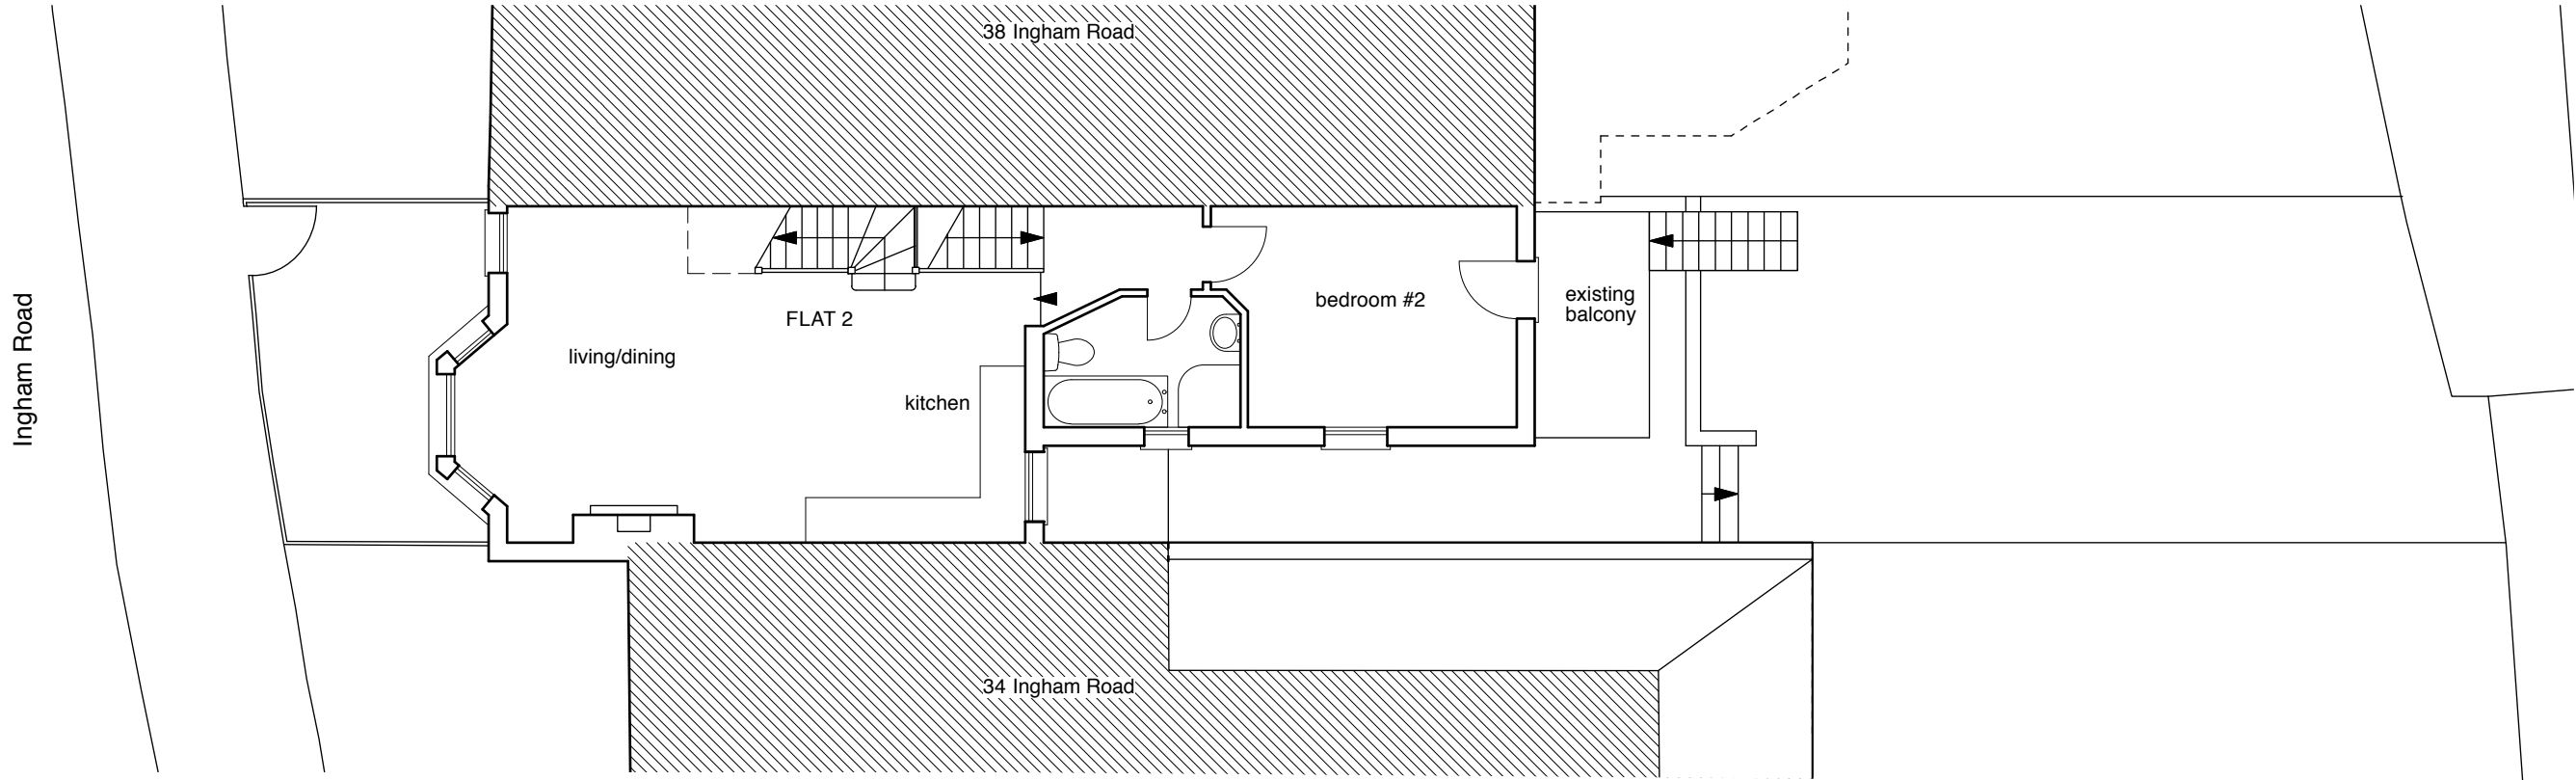 38 Ingham Road
Ingham Road
FLAT 2
living/dining
kitchen
bedroom #2
existing
balcony
34 Ingham Road